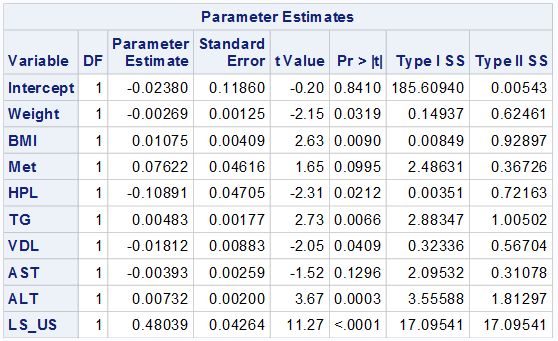 Parameter Estimates
Variable DF Parameter Estimate Standard Error t Value Pr > |t| Type I SS Type II SS
Intercept 1 -0.02380 0.11860 -0.20 0.8410 185.60940 0.00543
Weight 1 -0.00269 0.00125 -2.15 0.0319 0.14937 0.62461
BMI 1 0.01075 0.00409 2.63 0.0090 0.00849 0.92897
Met 1 0.07622 0.04616 1.65 0.0995 2.48631 0.36726
HPL 1 -0.10891 0.04705 -2.31 0.0212 0.00351 0.72163
TG 1 0.00483 0.00177 2.73 0.0066 2.88347 1.00502
VDL 1 -0.01812 0.00883 -2.05 0.0409 0.32336 0.56704
AST 1 -0.00393 0.00259 -1.52 0.1296 2.09532 0.31078
ALT 1 0.00732 0.00200 3.67 0.0003 3.55588 1.81297
LS_US 1 0.48039 0.04264 11.27 <.0001 17.09541 17.09541